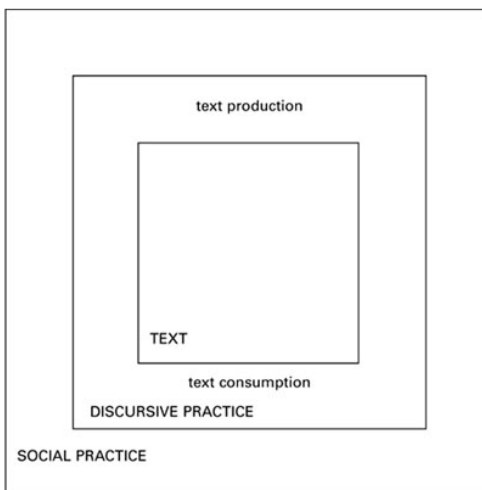 text production
TEXT
text consumption
DISCURSIVE PRACTICE
SOCIAL PRACTICE